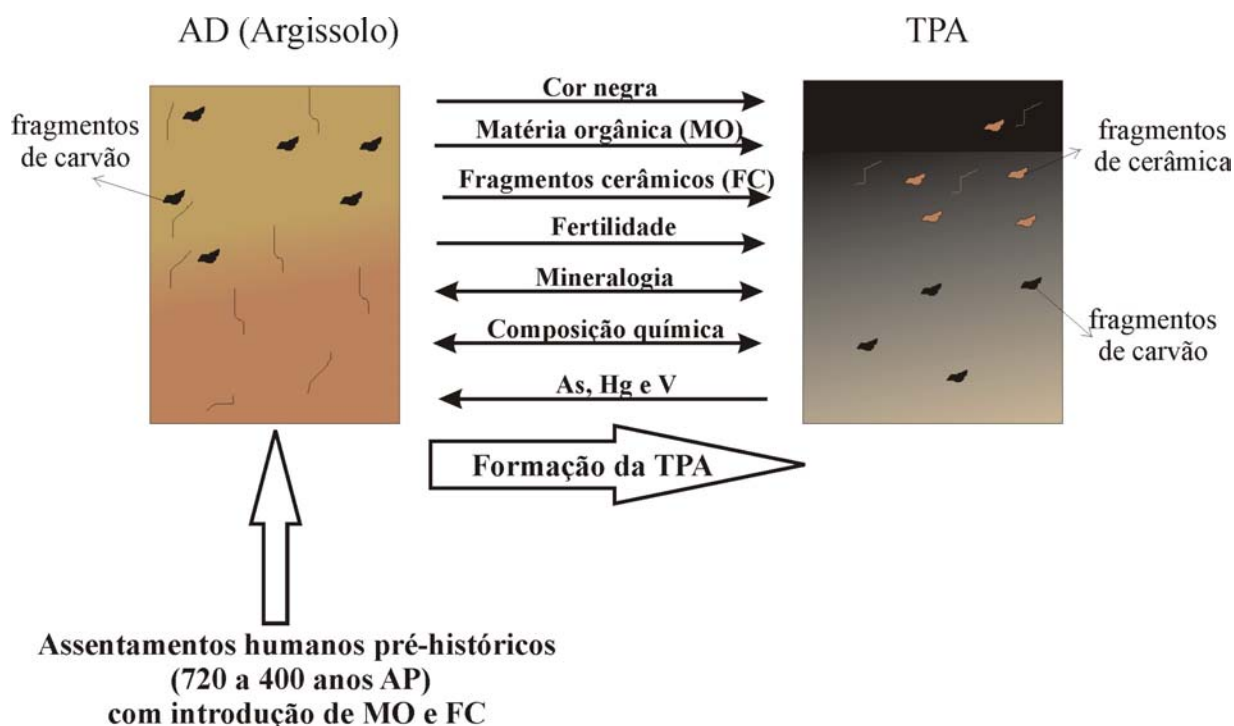 AD (Argissolo)
TPA
fragmentos
de carvão
Cor negra
Matéria orgânica (MO)
Fragmentos cerâmicos (FC)
Fertilidade
Mineralogia
Composição química
As, Hg e V
fragmentos
de cerâmica
fragmentos
de carvão
Formação da TPA
Assentamentos humanos pré-históricos
(720 a 400 anos AP)
com introdução de MO e FC